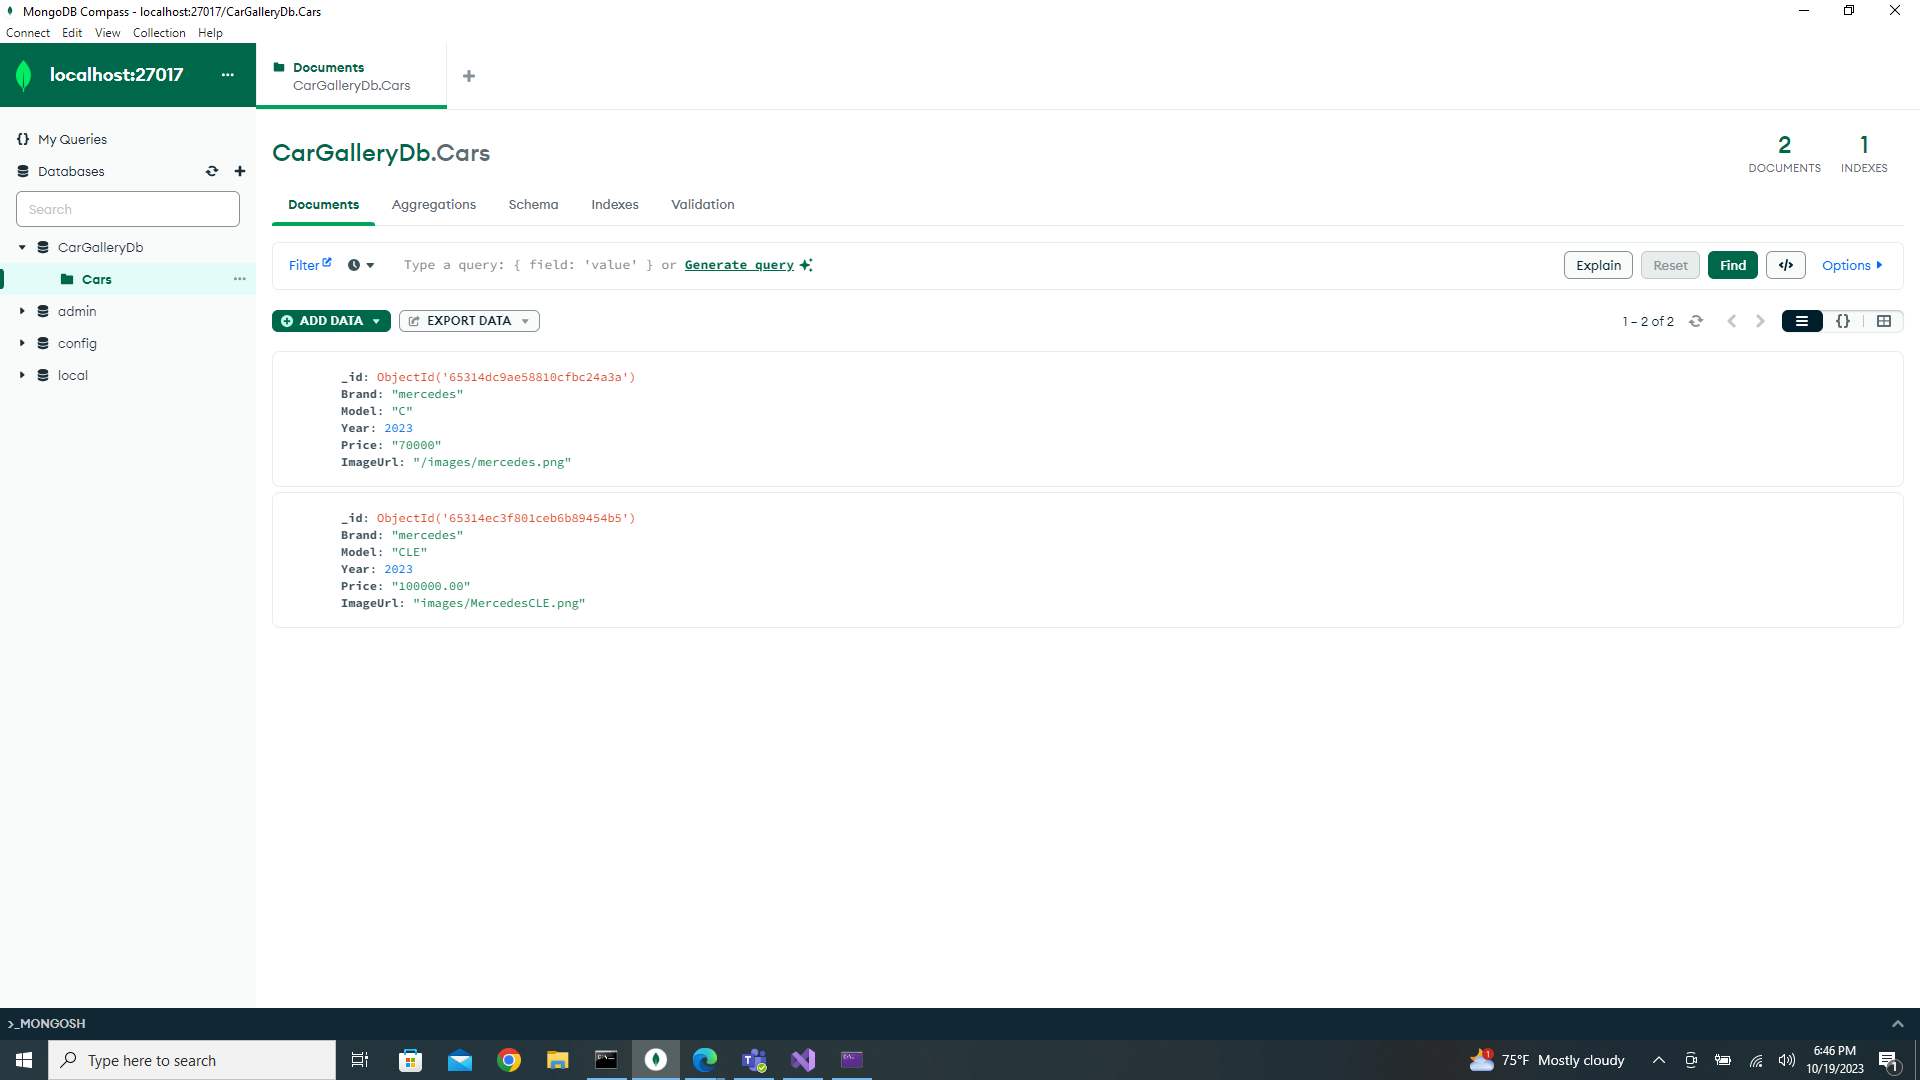 MongoDB Compass - localhost:27017/CarGalleryDb.Cars
Connect Edit View Collection Help
localhost:27017
Documents
CarGalleryDb.Cars
My Queries
Databases
Search
CarGalleryDb
Cars
admin
config
local
CarGalleryDb.Cars
2
DOCUMENTS
1
INDEXES
Documents Aggregations Schema Indexes Validation
Filter Type a query: { field: 'value' } or Generate query Explain Reset Find </> Options
ADD DATA EXPORT DATA 1 – 2 of 2 {}
_id: ObjectId('65314dc9ae58810cfbc24a3a')
Brand: "mercedes"
Model: "C"
Year: 2023
Price: "70000"
ImageUrl: "/images/mercedes.png"
_id: ObjectId('65314ec3f801ceb6b89454b5')
Brand: "mercedes"
Model: "CLE"
Year: 2023
Price: "100000.00"
ImageUrl: "images/MercedesCLE.png"
>_MONGOSH
Type here to search
1
75°F Mostly cloudy
6:46 PM
10/19/2023
1